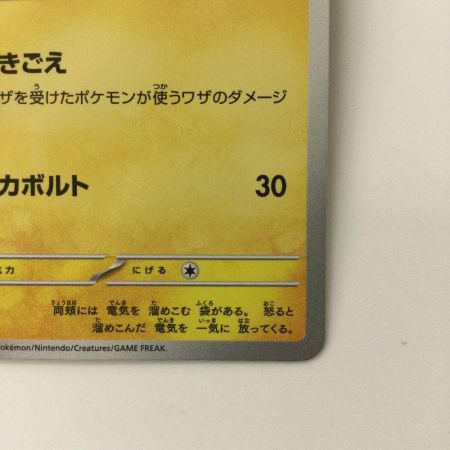 きごえ
ザを受けたポケモンが使うワザのダメージ
カボルト 30
抗力 にげる
両頬には 電気を 溜めこむ 袋がある。 怒ると
溜めこんだ 電気を 一気に 放ってくる。
okémon/Nintendo/Creatures/GAME FREAK.